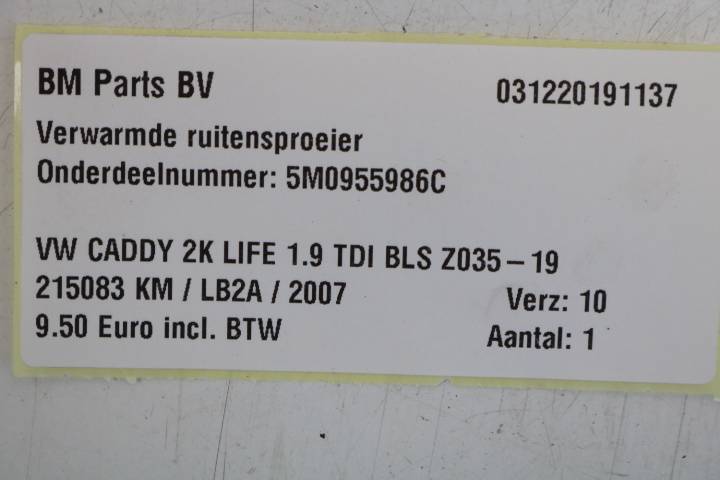 BM Parts BV 031220191137
Verwarmde ruitensproeier
Onderdeelnummer: 5M0955986C
VW CADDY 2K LIFE 1.9 TDI BLS Z035-19
215083 KM / LB2A / 2007 Verz: 10
9.50 Euro incl. BTW Aantal: 1